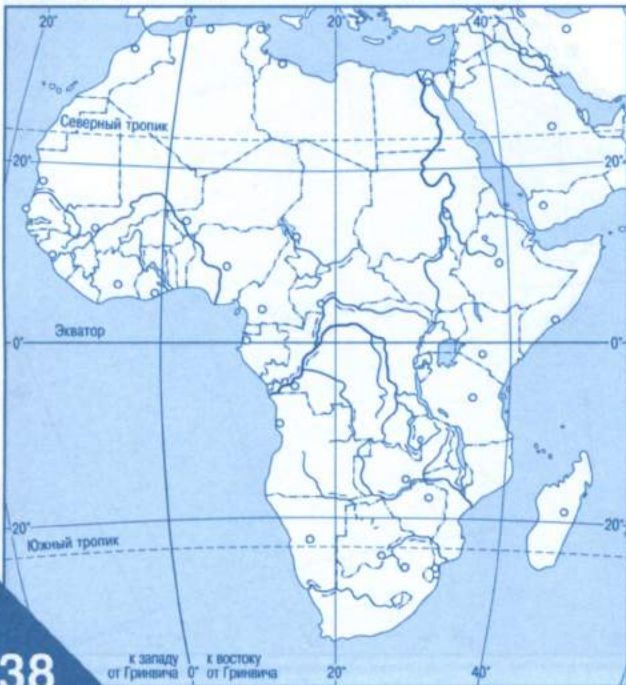 20° 0° 20° 40°
Северный тропик
20° 20°
Экватор
0° 0°
20° 20°
Южный тропик
38
к западу 0° к востоку 20° 40°
от Гринвича от Гринвича